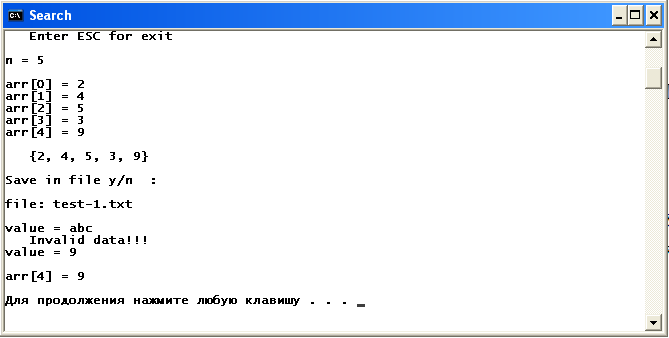 Search
Enter ESC for exit
n = 5
arr[0] = 2
arr[1] = 4
arr[2] = 5
arr[3] = 3
arr[4] = 9
{2, 4, 5, 3, 9}
Save in file y/n  :
file: test-1.txt
value = abc
Invalid data!!!
value = 9
arr[4] = 9
Для продолжения нажмите любую клавишу . . . _